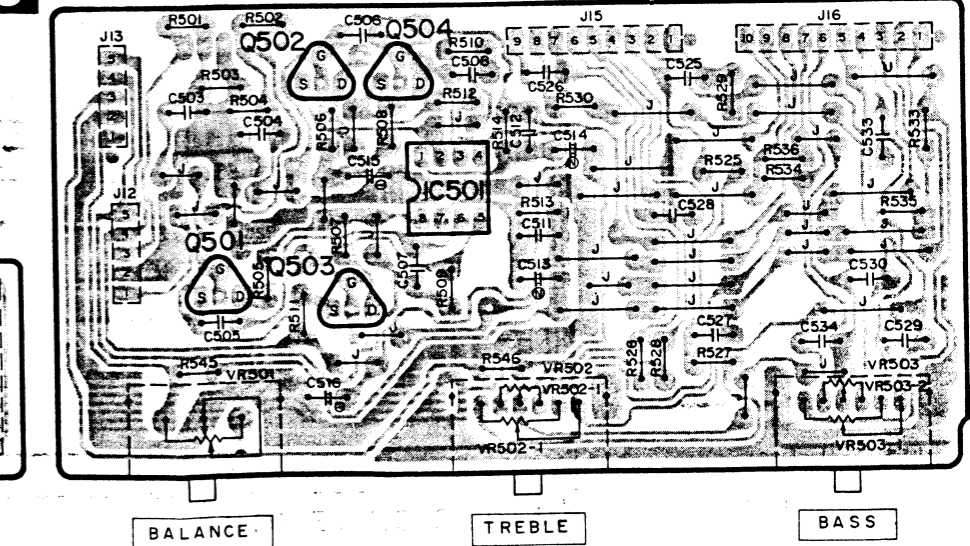 R501
R502
C506
Q502
Q504
J13
R510
J15
9 8 7 6 5 4 3 2 1
J16
10 9 8 7 6 5 4 3 2 1
G
S D
G
S D
C508
C526
C525
R529
R503
C503
R504
C504
R506
R508
R512
R514
C512
R530
C514
J
C533
R533
C515
1 2 3 4
IC501
8 7 6 5
R525
R536
R534
J12
R513
C511
C528
R535
Q501
R505
Q503
R507
C507
R509
C513
C530
G
S D
G
S D
C505
R511
R545
VR501
C516
R546
VR502
VR502-1
VR502-1
R526
R528
C527
R527
C534
C529
VR503
VR503-2
VR503-1
BALANCE
TREBLE
BASS